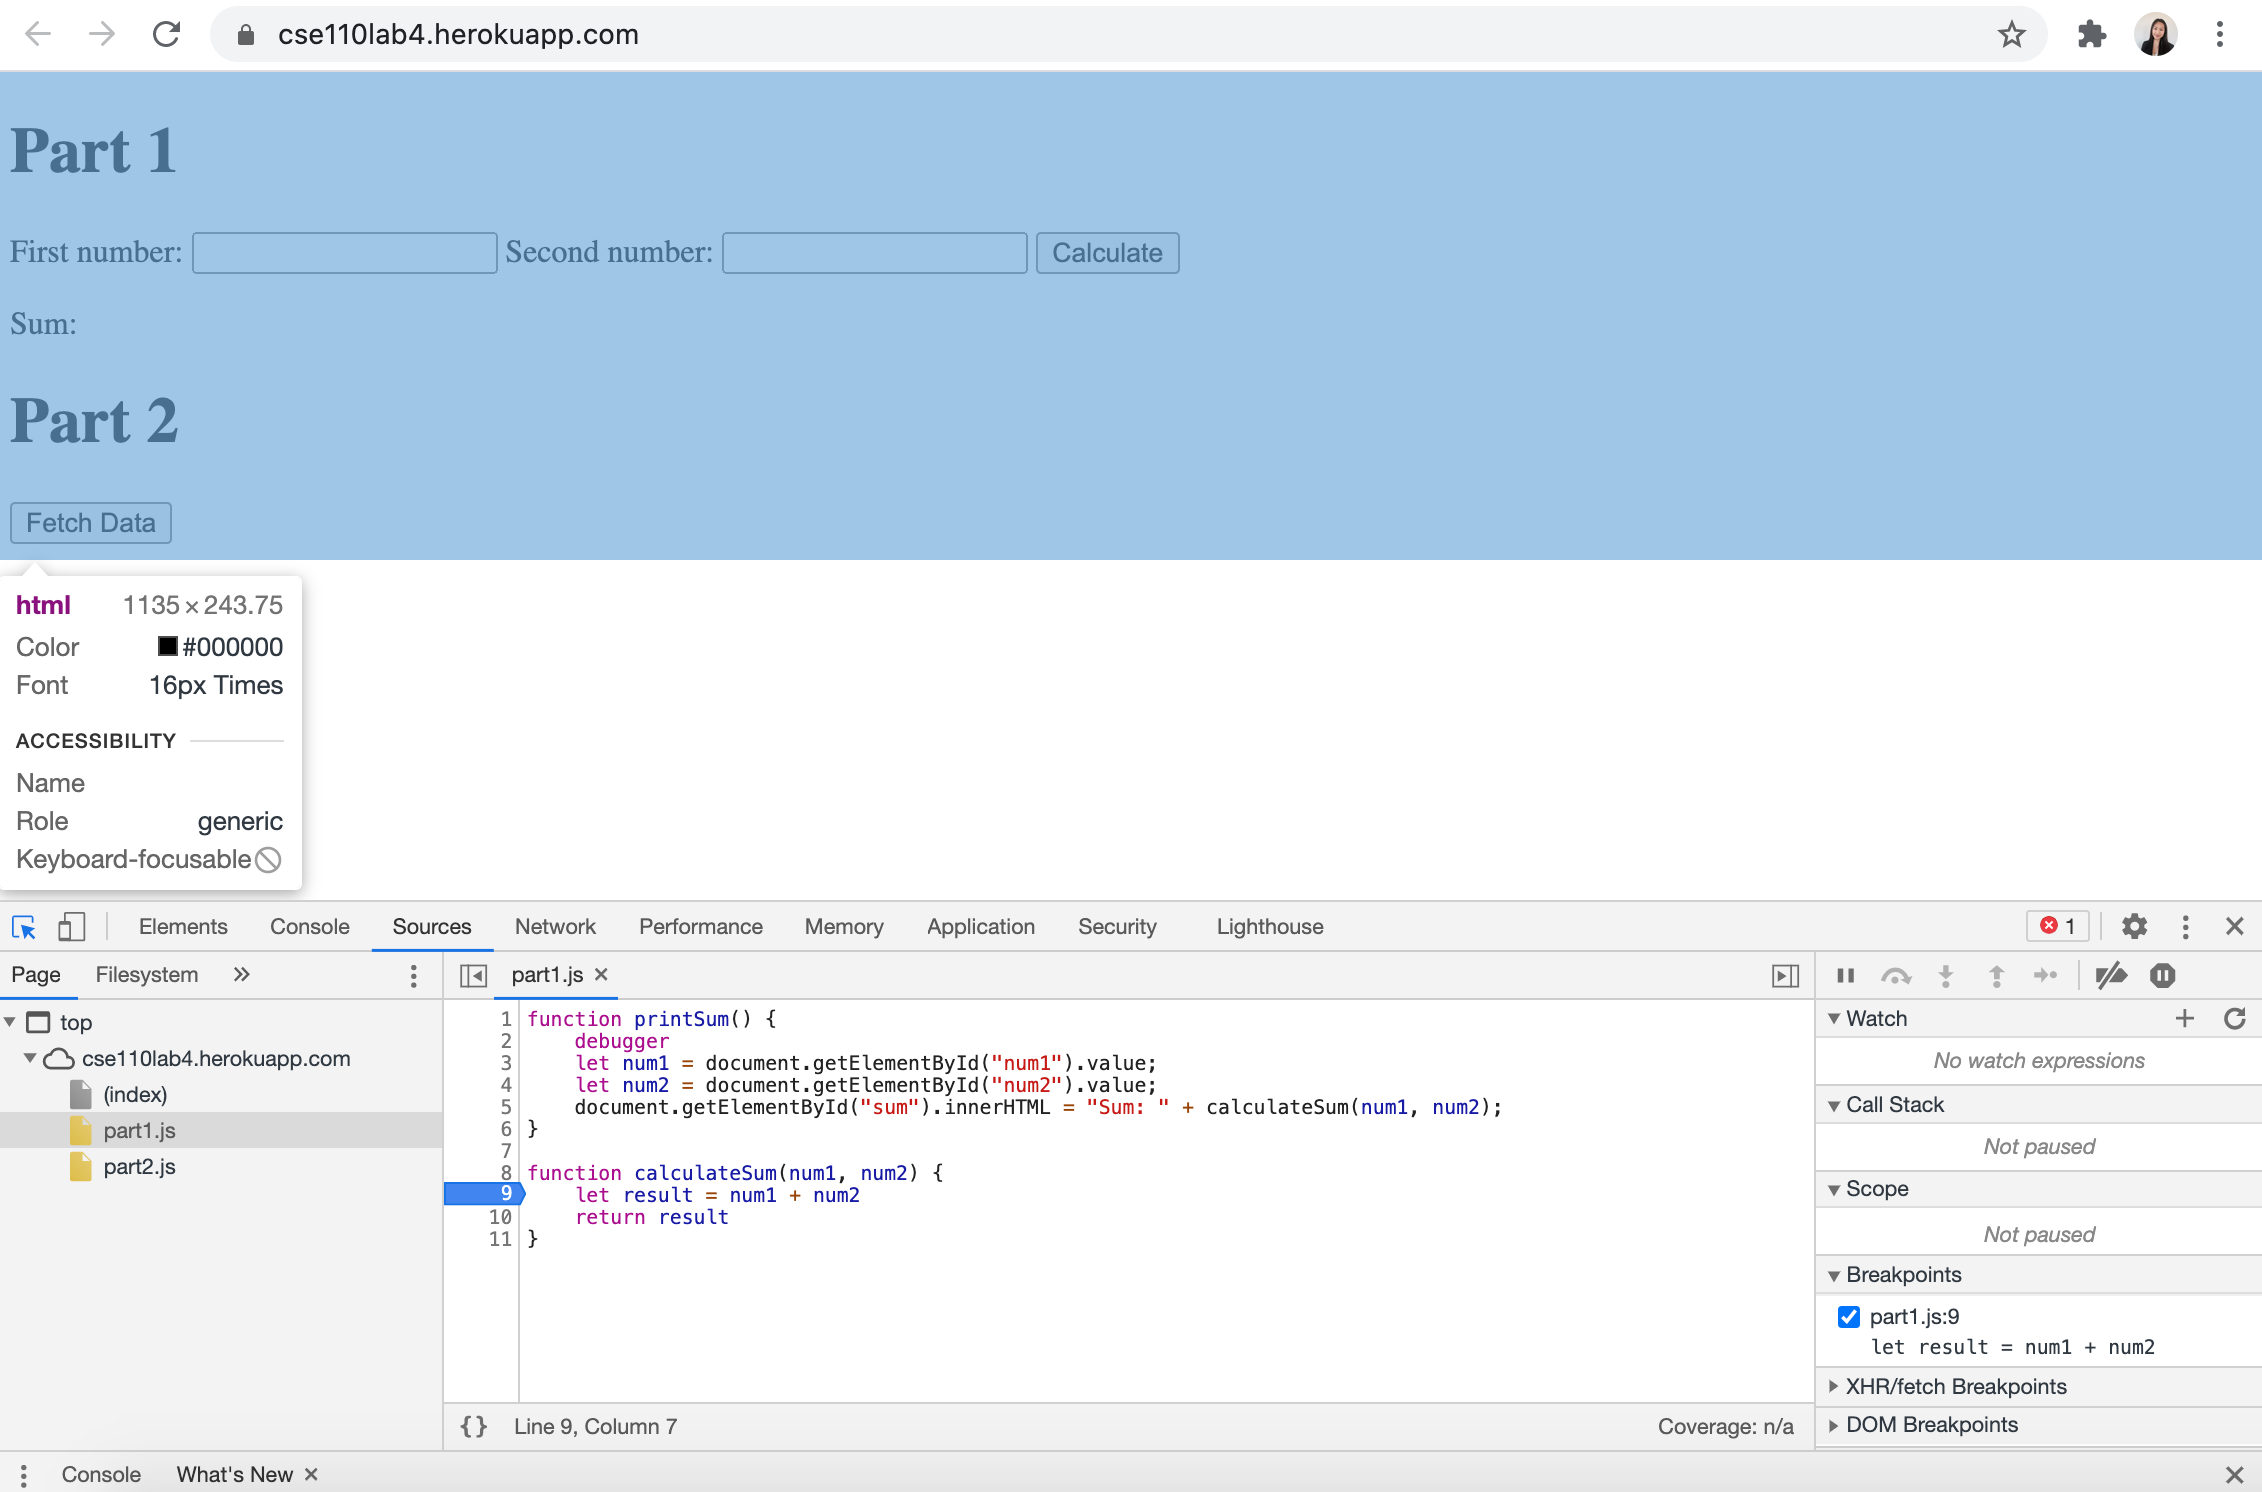 cse110lab4.herokuapp.com
Part 1
First number: Second number: Calculate
Sum:
Part 2
Fetch Data
html 1135 × 243.75
Color #000000
Font 16px Times
ACCESSIBILITY
Name
Role generic
Keyboard-focusable
Elements Console Sources Network Performance Memory Application Security Lighthouse 1
Page Filesystem »
part1.js ×
top
cse110lab4.herokuapp.com
(index)
part1.js
part2.js
1 function printSum() {
2     debugger
3     let num1 = document.getElementById("num1").value;
4     let num2 = document.getElementById("num2").value;
5     document.getElementById("sum").innerHTML = "Sum: " + calculateSum(num1, num2);
6 }
7
8 function calculateSum(num1, num2) {
9     let result = num1 + num2
10     return result
11 }
{} Line 9, Column 7 Coverage: n/a
Watch
No watch expressions
Call Stack
Not paused
Scope
Not paused
Breakpoints
part1.js:9
let result = num1 + num2
XHR/fetch Breakpoints
DOM Breakpoints
Console What's New ×